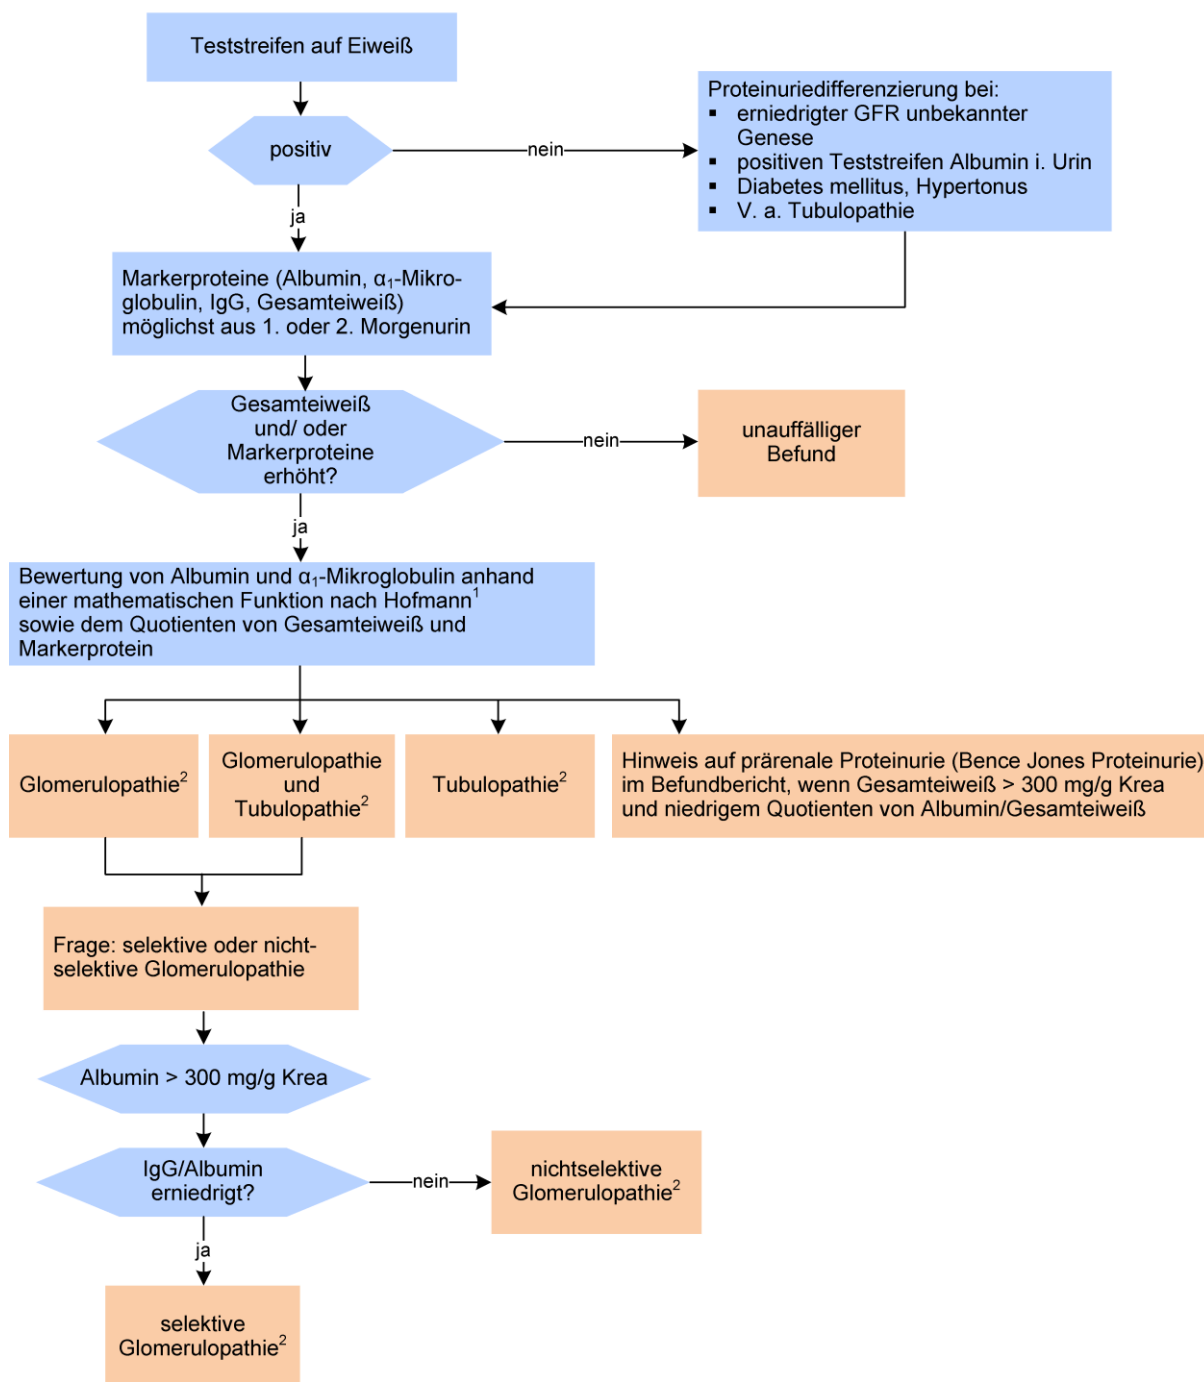 Teststreifen auf Eiweiß
positiv
nein
Proteinuriedifferenzierung bei:
▪ erniedrigter GFR unbekannter
Genese
▪ positiven Teststreifen Albumin i. Urin
▪ Diabetes mellitus, Hypertonus
▪ V. a. Tubulopathie
ja
Markerproteine (Albumin, α₁-Mikro-
globulin, IgG, Gesamteiweiß)
möglichst aus 1. oder 2. Morgenurin
Gesamteiweiß
und/ oder
Markerproteine
erhöht?
nein
unauffälliger
Befund
ja
Bewertung von Albumin und α₁-Mikroglobulin anhand
einer mathematischen Funktion nach Hofmann¹
sowie dem Quotienten von Gesamteiweiß und
Markerprotein
Glomerulopathie²
Glomerulopathie
und
Tubulopathie²
Tubulopathie²
Hinweis auf prärenale Proteinurie (Bence Jones Proteinurie)
im Befundbericht, wenn Gesamteiweiß > 300 mg/g Krea
und niedrigem Quotienten von Albumin/Gesamteiweiß
Frage: selektive oder nicht-
selektive Glomerulopathie
Albumin > 300 mg/g Krea
IgG/Albumin
erniedrigt?
nein
nichtselektive
Glomerulopathie²
ja
selektive
Glomerulopathie²